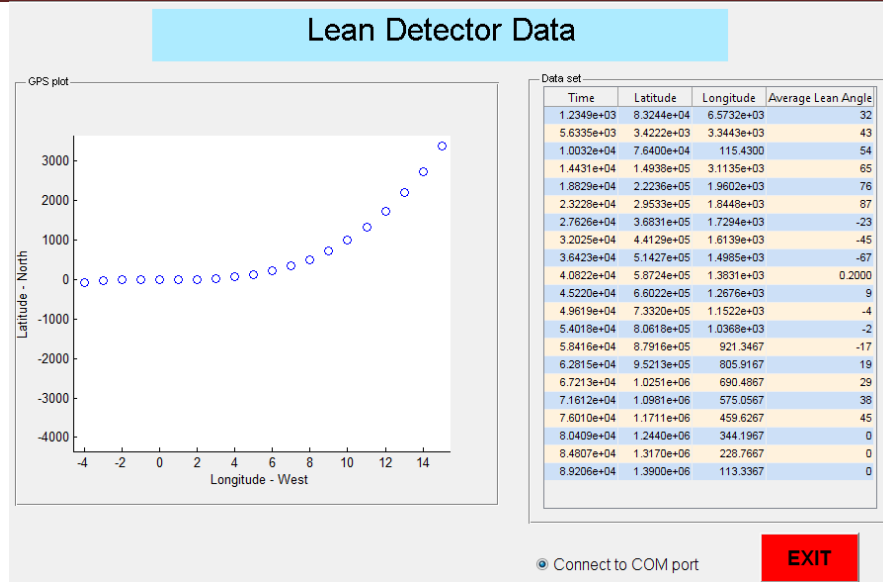 Lean Detector Data
GPS plot
3000
2000
1000
0
-1000
-2000
-3000
-4000
Latitude - North
-4 -2 0 2 4 6 8 10 12 14
Longitude - West
Data set
Time Latitude Longitude Average Lean Angle
1.2349e+03 8.3244e+04 6.5732e+03 32
5.6335e+03 3.4222e+03 3.3443e+03 43
1.0032e+04 7.6400e+04 115.4300 54
1.4431e+04 1.4938e+05 3.1135e+03 65
1.8829e+04 2.2236e+05 1.9602e+03 76
2.3228e+04 2.9533e+05 1.8448e+03 87
2.7626e+04 3.6831e+05 1.7294e+03 -23
3.2025e+04 4.4129e+05 1.6139e+03 -45
3.6423e+04 5.1427e+05 1.4985e+03 -67
4.0822e+04 5.8724e+05 1.3831e+03 0.2000
4.5220e+04 6.6022e+05 1.2676e+03 9
4.9619e+04 7.3320e+05 1.1522e+03 -4
5.4018e+04 8.0618e+05 1.0368e+03 -2
5.8416e+04 8.7916e+05 921.3467 -17
6.2815e+04 9.5213e+05 805.9167 19
6.7213e+04 1.0251e+06 690.4867 29
7.1612e+04 1.0981e+06 575.0567 38
7.6010e+04 1.1711e+06 459.6267 45
8.0409e+04 1.2440e+06 344.1967 0
8.4807e+04 1.3170e+06 228.7667 0
8.9206e+04 1.3900e+06 113.3367 0
Connect to COM port
EXIT